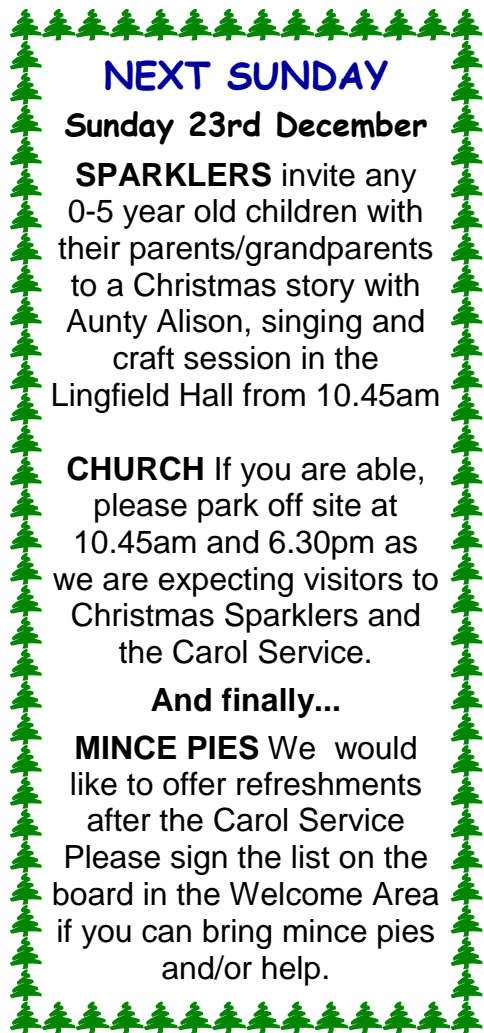 NEXT SUNDAY
Sunday 23rd December
SPARKLERS invite any
0-5 year old children with
their parents/grandparents
to a Christmas story with
Aunty Alison, singing and
craft session in the
Lingfield Hall from 10.45am
CHURCH If you are able,
please park off site at
10.45am and 6.30pm as
we are expecting visitors to
Christmas Sparklers and
the Carol Service.
And finally...
MINCE PIES We would
like to offer refreshments
after the Carol Service
Please sign the list on the
board in the Welcome Area
if you can bring mince pies
and/or help.